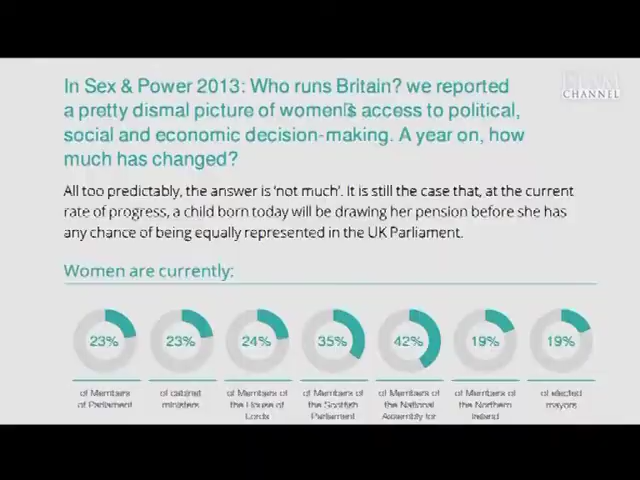 In Sex & Power 2013: Who runs Britain? we reported
a pretty dismal picture of women's access to political,
social and economic decision-making. A year on, how
much has changed?
All too predictably, the answer is 'not much'. It is still the case that, at the current
rate of progress, a child born today will be drawing her pension before she has
any chance of being equally represented in the UK Parliament.
Women are currently:
23% 23% 24% 35% 42% 19% 19%
of Members of cabinet of Members of of Members of of Members of of Members of of elected
of Parliament ministers the House of the Scottish the National the Northern mayors
Lords Parliament Assembly for Ireland
CHANNEL